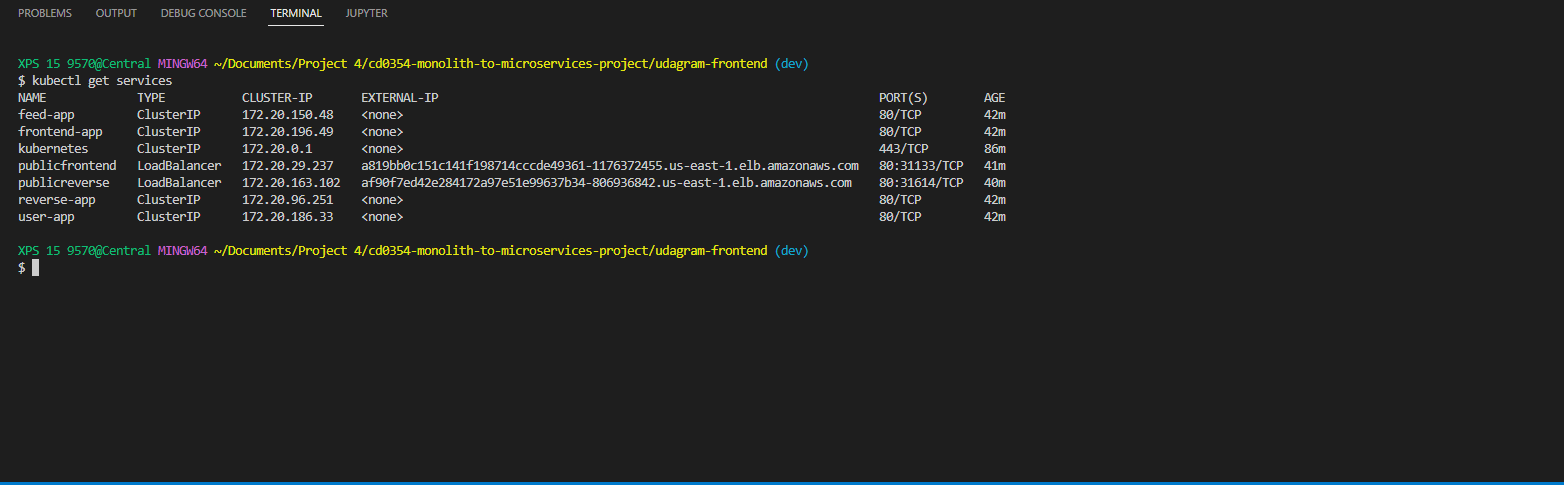 PROBLEMS OUTPUT DEBUG CONSOLE TERMINAL JUPYTER
XPS 15 9570@Central MINGW64 ~/Documents/Project 4/cd0354-monolith-to-microservices-project/udagram-frontend (dev)
$ kubectl get services
NAME TYPE CLUSTER-IP EXTERNAL-IP PORT(S) AGE
feed-app ClusterIP 172.20.150.48 <none> 80/TCP 42m
frontend-app ClusterIP 172.20.196.49 <none> 80/TCP 42m
kubernetes ClusterIP 172.20.0.1 <none> 443/TCP 86m
publicfrontend LoadBalancer 172.20.29.237 a819bb0c151c141f198714cccde49361-1176372455.us-east-1.elb.amazonaws.com 80:31133/TCP 41m
publicreverse LoadBalancer 172.20.163.102 af90f7ed42e284172a97e51e99637b34-806936842.us-east-1.elb.amazonaws.com 80:31614/TCP 40m
reverse-app ClusterIP 172.20.96.251 <none> 80/TCP 42m
user-app ClusterIP 172.20.186.33 <none> 80/TCP 42m
XPS 15 9570@Central MINGW64 ~/Documents/Project 4/cd0354-monolith-to-microservices-project/udagram-frontend (dev)
$